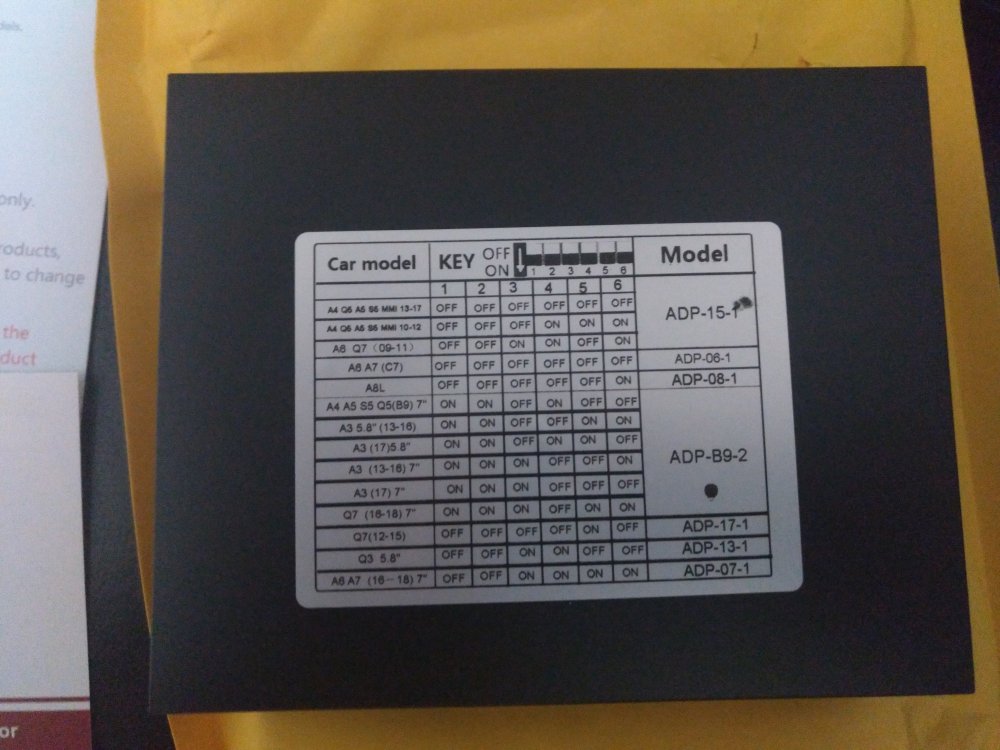 only.
roducts,
to change
the
duct
or
Car model KEY OFF ON 1 2 3 4 5 6 Model
1 2 3 4 5 6
A4 Q5 A5 S5 MMI 13-17 OFF OFF OFF OFF OFF OFF ADP-15-1
A4 Q5 A5 S5 MMI 10-12 OFF OFF OFF ON ON ON
A6 Q7 (09-11) OFF OFF ON ON OFF ON
A6 A7 (C7) OFF OFF OFF OFF OFF OFF ADP-06-1
A8L OFF OFF OFF OFF OFF ON ADP-08-1
A4 A5 S5 Q5(B9) 7" ON ON OFF ON OFF OFF ADP-B9-2
A3 5.8" (13-16) ON ON OFF OFF ON ON
A3 (17)5.8" ON ON OFF ON ON OFF
A3 (13-16) 7" ON ON ON OFF OFF ON
A3 (17) 7" ON ON ON OFF OFF OFF
Q7 (16-18) 7" ON ON ON OFF ON ON
Q7(12-15) OFF OFF OFF OFF ON OFF ADP-17-1
Q3 5.8" OFF OFF ON ON OFF OFF ADP-13-1
A6 A7 (16-18) 7" OFF OFF ON ON ON ON ADP-07-1